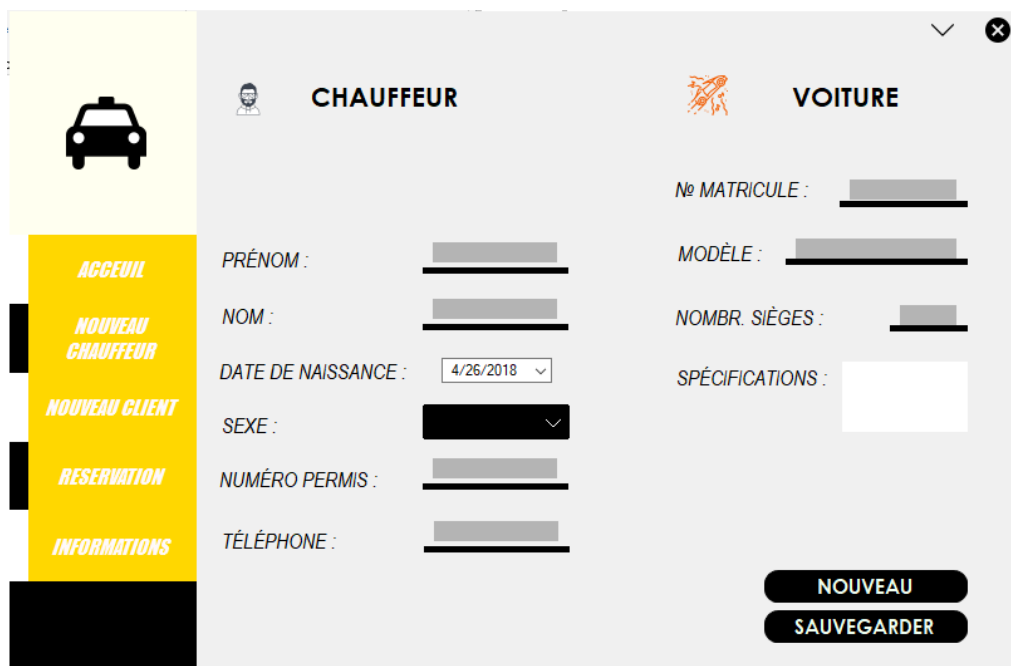 CHAUFFEUR
VOITURE
ACCEUIL
NOUVEAU
CHAUFFEUR
NOUVEAU CLIENT
RESERVATION
INFORMATIONS
PRÉNOM :
NOM :
DATE DE NAISSANCE : 4/26/2018
SEXE :
NUMÉRO PERMIS :
TÉLÉPHONE :
№ MATRICULE :
MODÈLE :
NOMBR. SIÈGES :
SPÉCIFICATIONS :
NOUVEAU
SAUVEGARDER